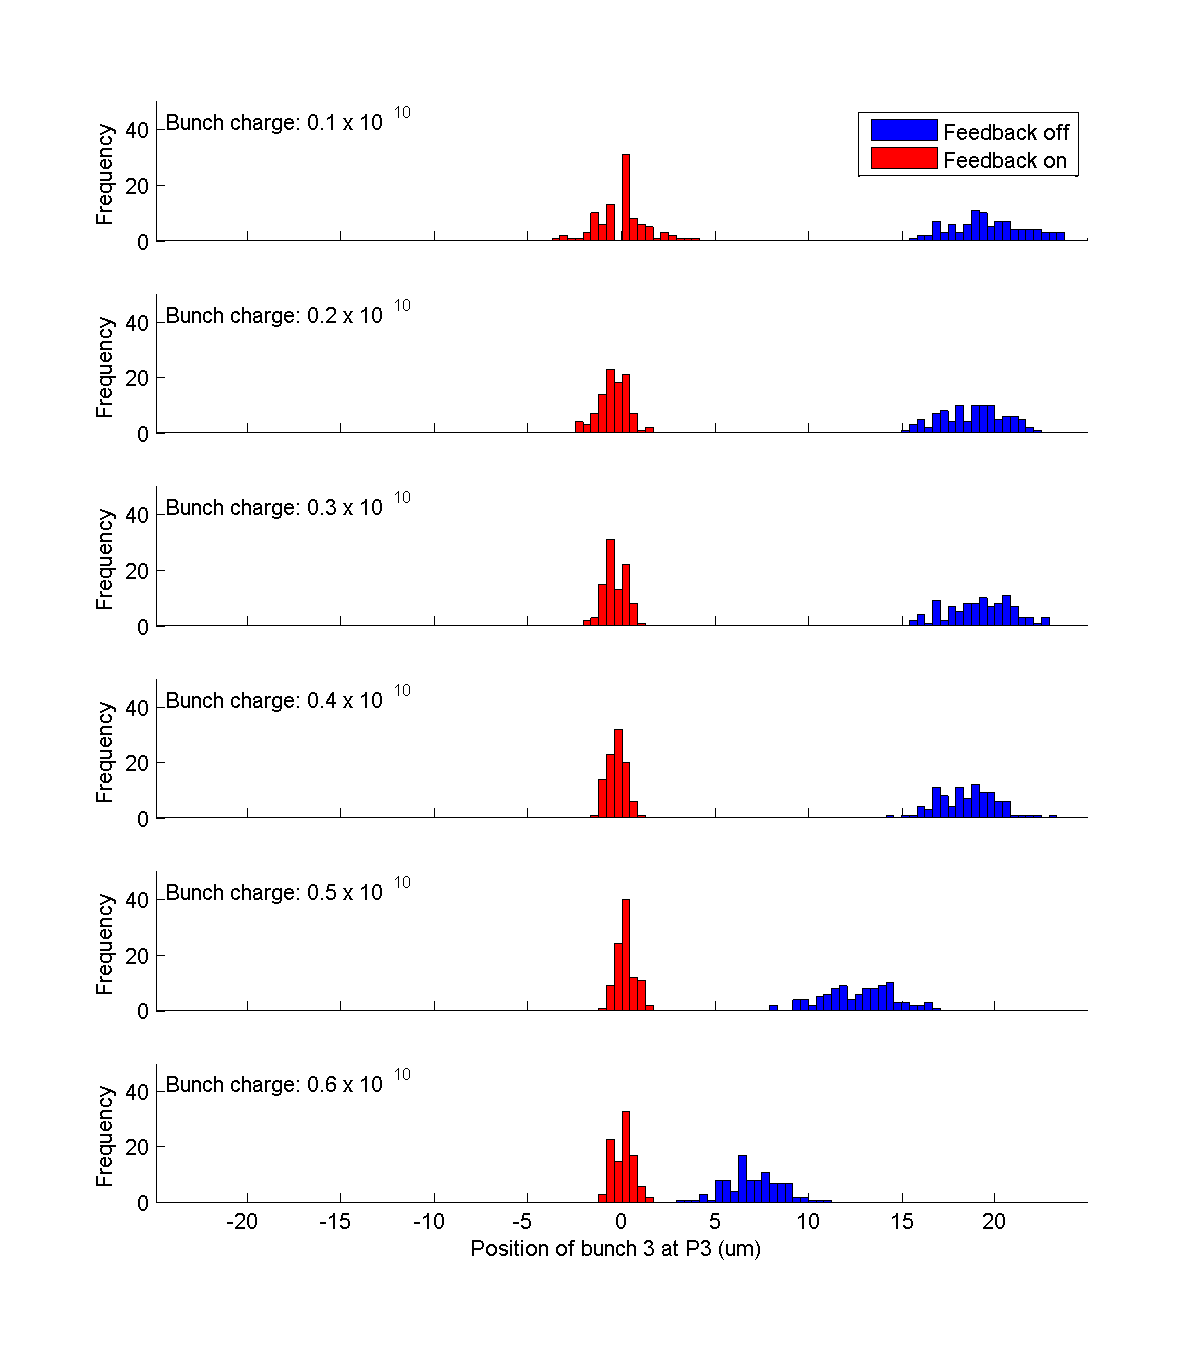 Bunch charge: 0.1 x 10 10
Feedback off
Feedback on
Frequency
40
20
0
Bunch charge: 0.2 x 10 10
Frequency
40
20
0
Bunch charge: 0.3 x 10 10
Frequency
40
20
0
Bunch charge: 0.4 x 10 10
Frequency
40
20
0
Bunch charge: 0.5 x 10 10
Frequency
40
20
0
Bunch charge: 0.6 x 10 10
Frequency
40
20
0
-20 -15 -10 -5 0 5 10 15 20
Position of bunch 3 at P3 (um)